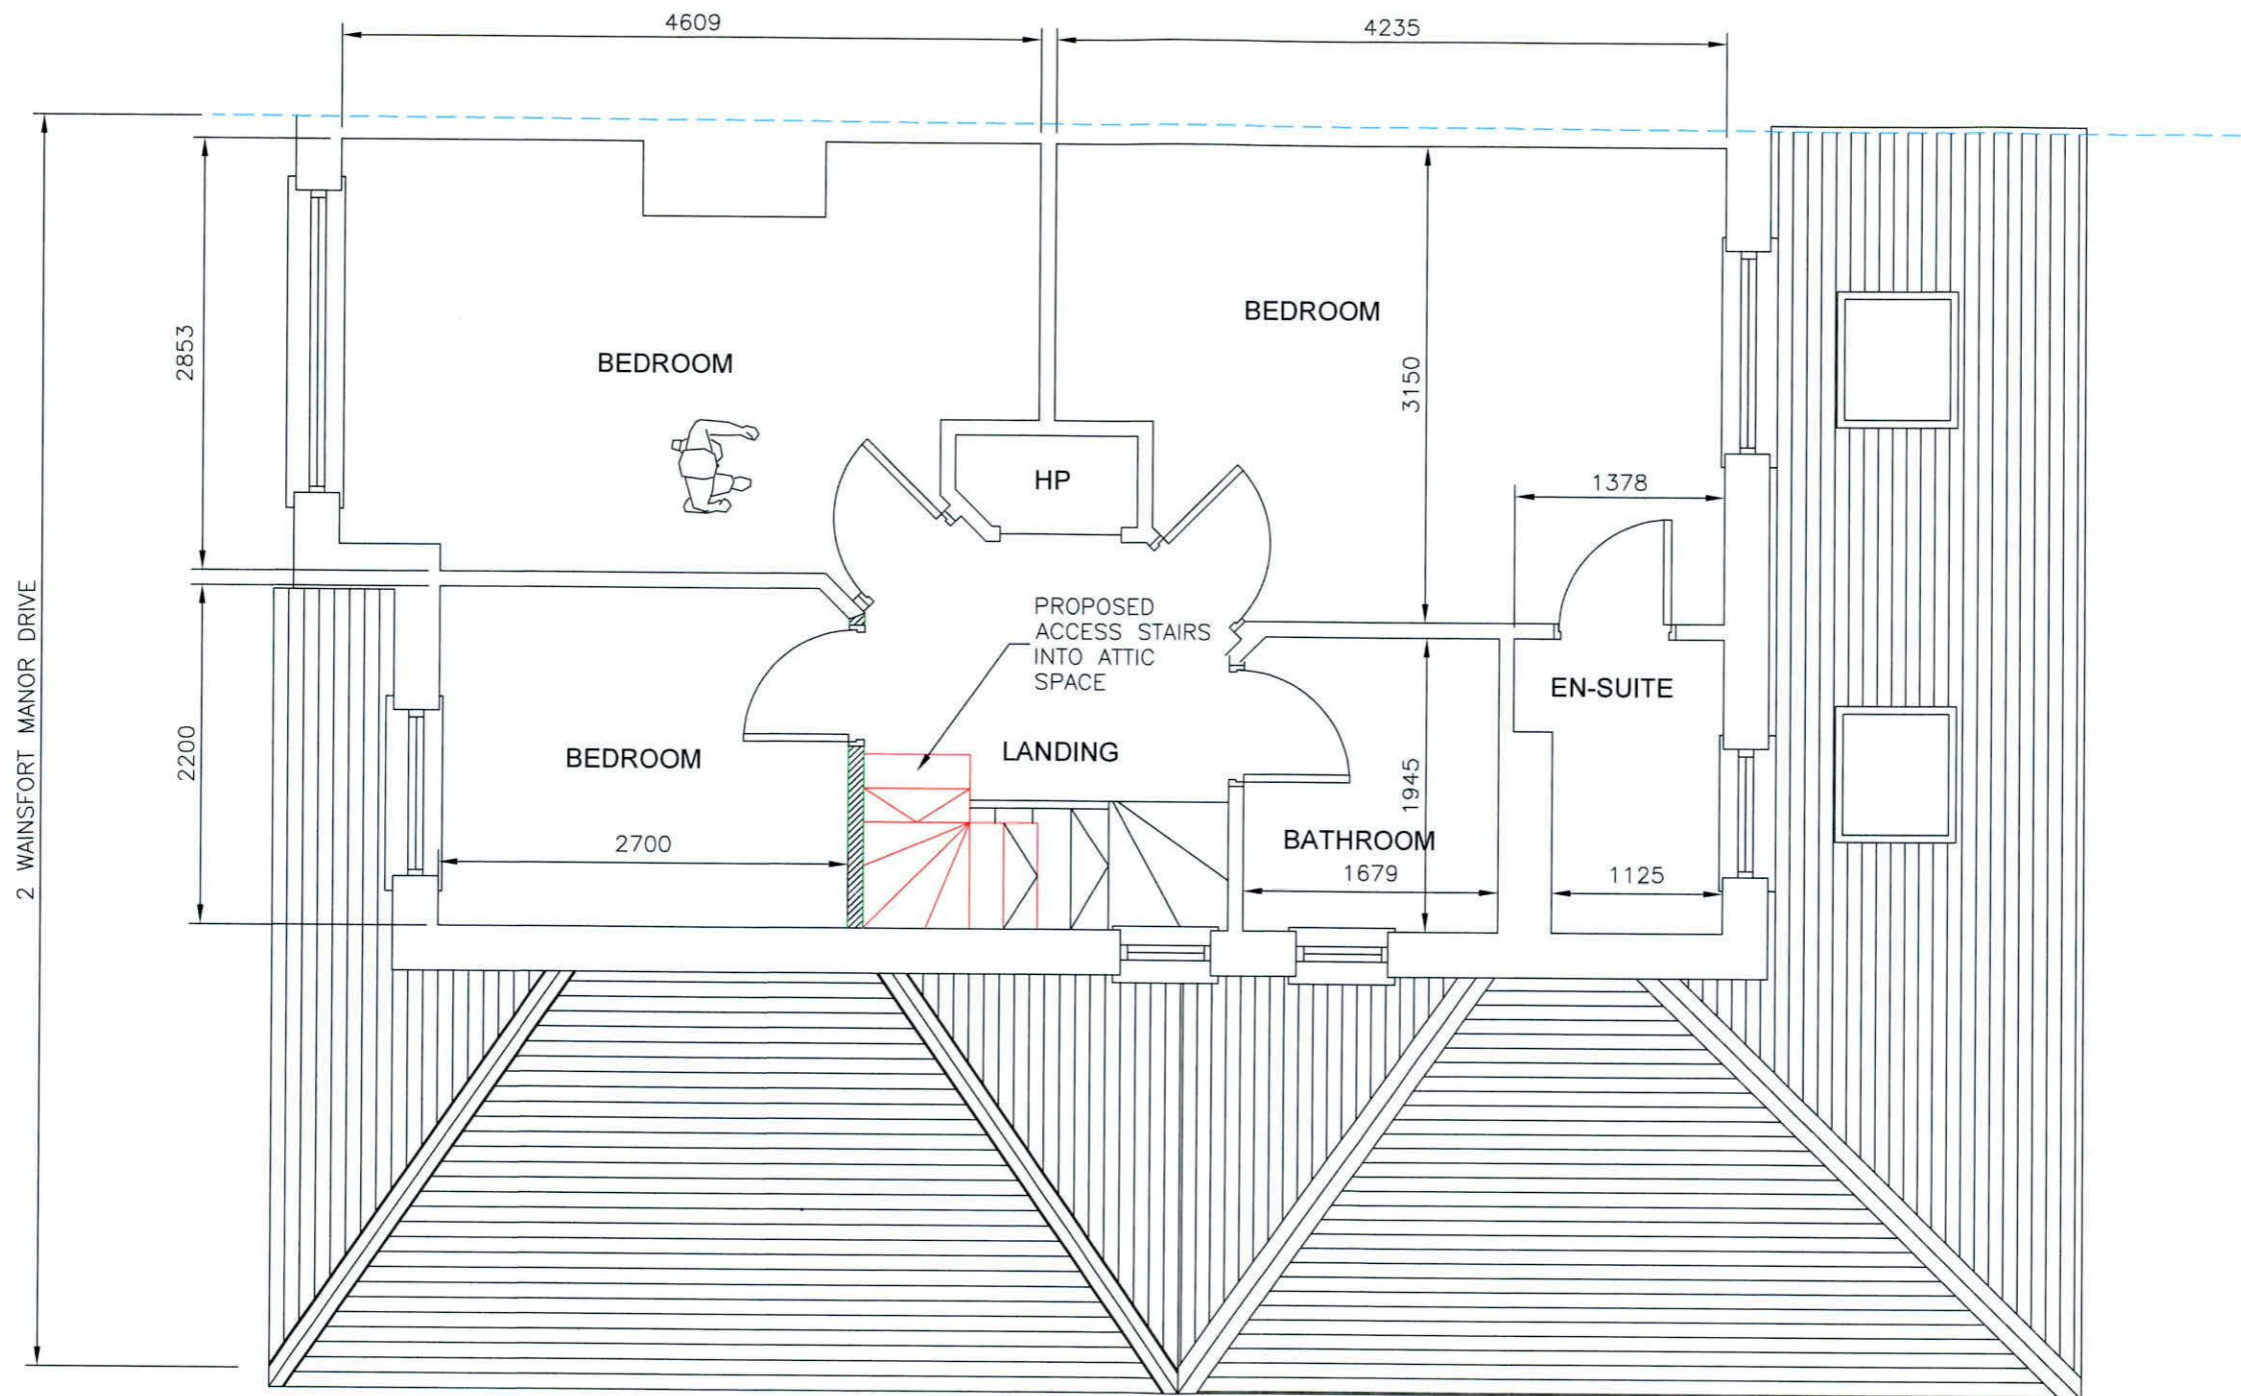 4609
4235
BEDROOM
BEDROOM
2853
3150
HP
1378
PROPOSED
ACCESS STAIRS
INTO ATTIC
SPACE
EN-SUITE
2 WAINSFORT MANOR DRIVE
2200
BEDROOM
LANDING
1945
2700
BATHROOM
1679
1125